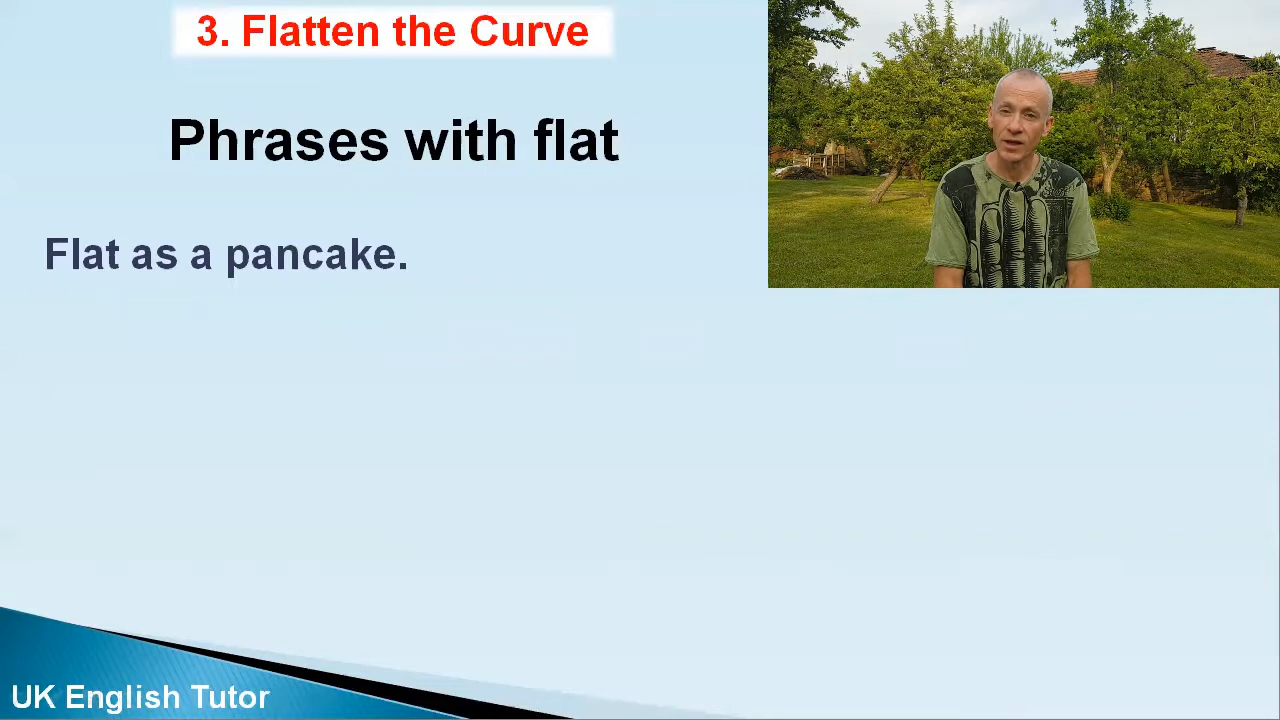 3. Flatten the Curve
Phrases with flat
Flat as a pancake.
UK English Tutor